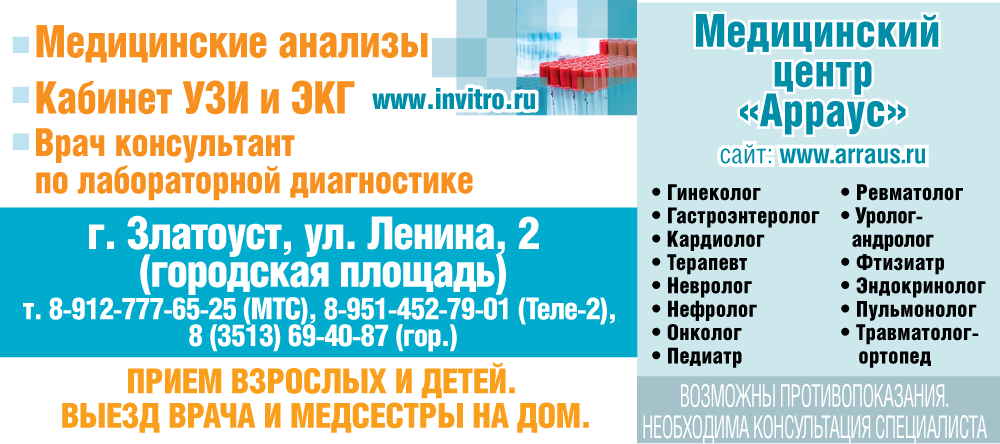 Медицинские анализы
Кабинет УЗИ и ЭКГ www.invitro.ru
Врач консультант
по лабораторной диагностике
г. Златоуст, ул. Ленина, 2
(городская площадь)
т. 8-912-777-65-25 (МТС), 8-951-452-79-01 (Теле-2),
8 (3513) 69-40-87 (гор.)
ПРИЕМ ВЗРОСЛЫХ И ДЕТЕЙ.
ВЫЕЗД ВРАЧА И МЕДСЕСТРЫ НА ДОМ.
Медицинский
центр
«Арраус»
сайт: www.arraus.ru
• Гинеколог
• Гастроэнтеролог
• Кардиолог
• Терапевт
• Невролог
• Нефролог
• Онколог
• Педиатр
• Ревматолог
• Уролог-
андролог
• Фтизиатр
• Эндокринолог
• Пульмонолог
• Травматолог-
ортопед
ВОЗМОЖНЫ ПРОТИВОПОКАЗАНИЯ.
НЕОБХОДИМА КОНСУЛЬТАЦИЯ СПЕЦИАЛИСТА